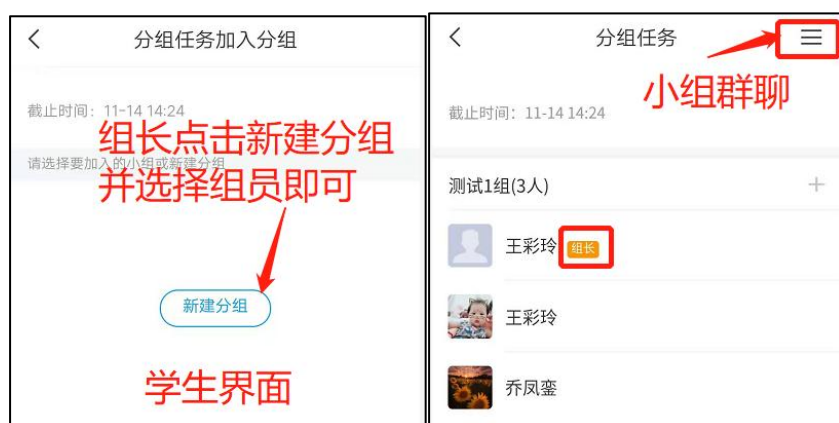 分组任务加入分组
截止时间：11-14 14:24
组长点击新建分组
请选择要加入的小组或新建分组
并选择组员即可
新建分组
学生界面
分组任务
小组群聊
截止时间：11-14 14:24
测试1组(3人)
王彩玲 组长
王彩玲
乔凤銮